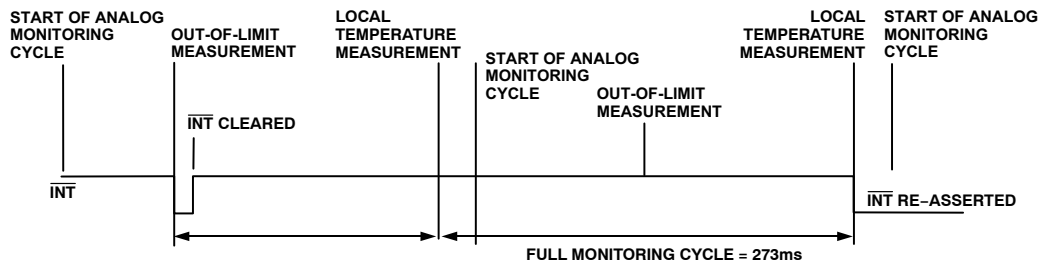 START OF ANALOG
MONITORING
CYCLE
OUT-OF-LIMIT
MEASUREMENT
LOCAL
TEMPERATURE
MEASUREMENT
START OF ANALOG
MONITORING
CYCLE
OUT-OF-LIMIT
MEASUREMENT
LOCAL
TEMPERATURE
MEASUREMENT
START OF ANALOG
MONITORING
CYCLE
INT CLEARED
INT
INT RE−ASSERTED
FULL MONITORING CYCLE = 273ms